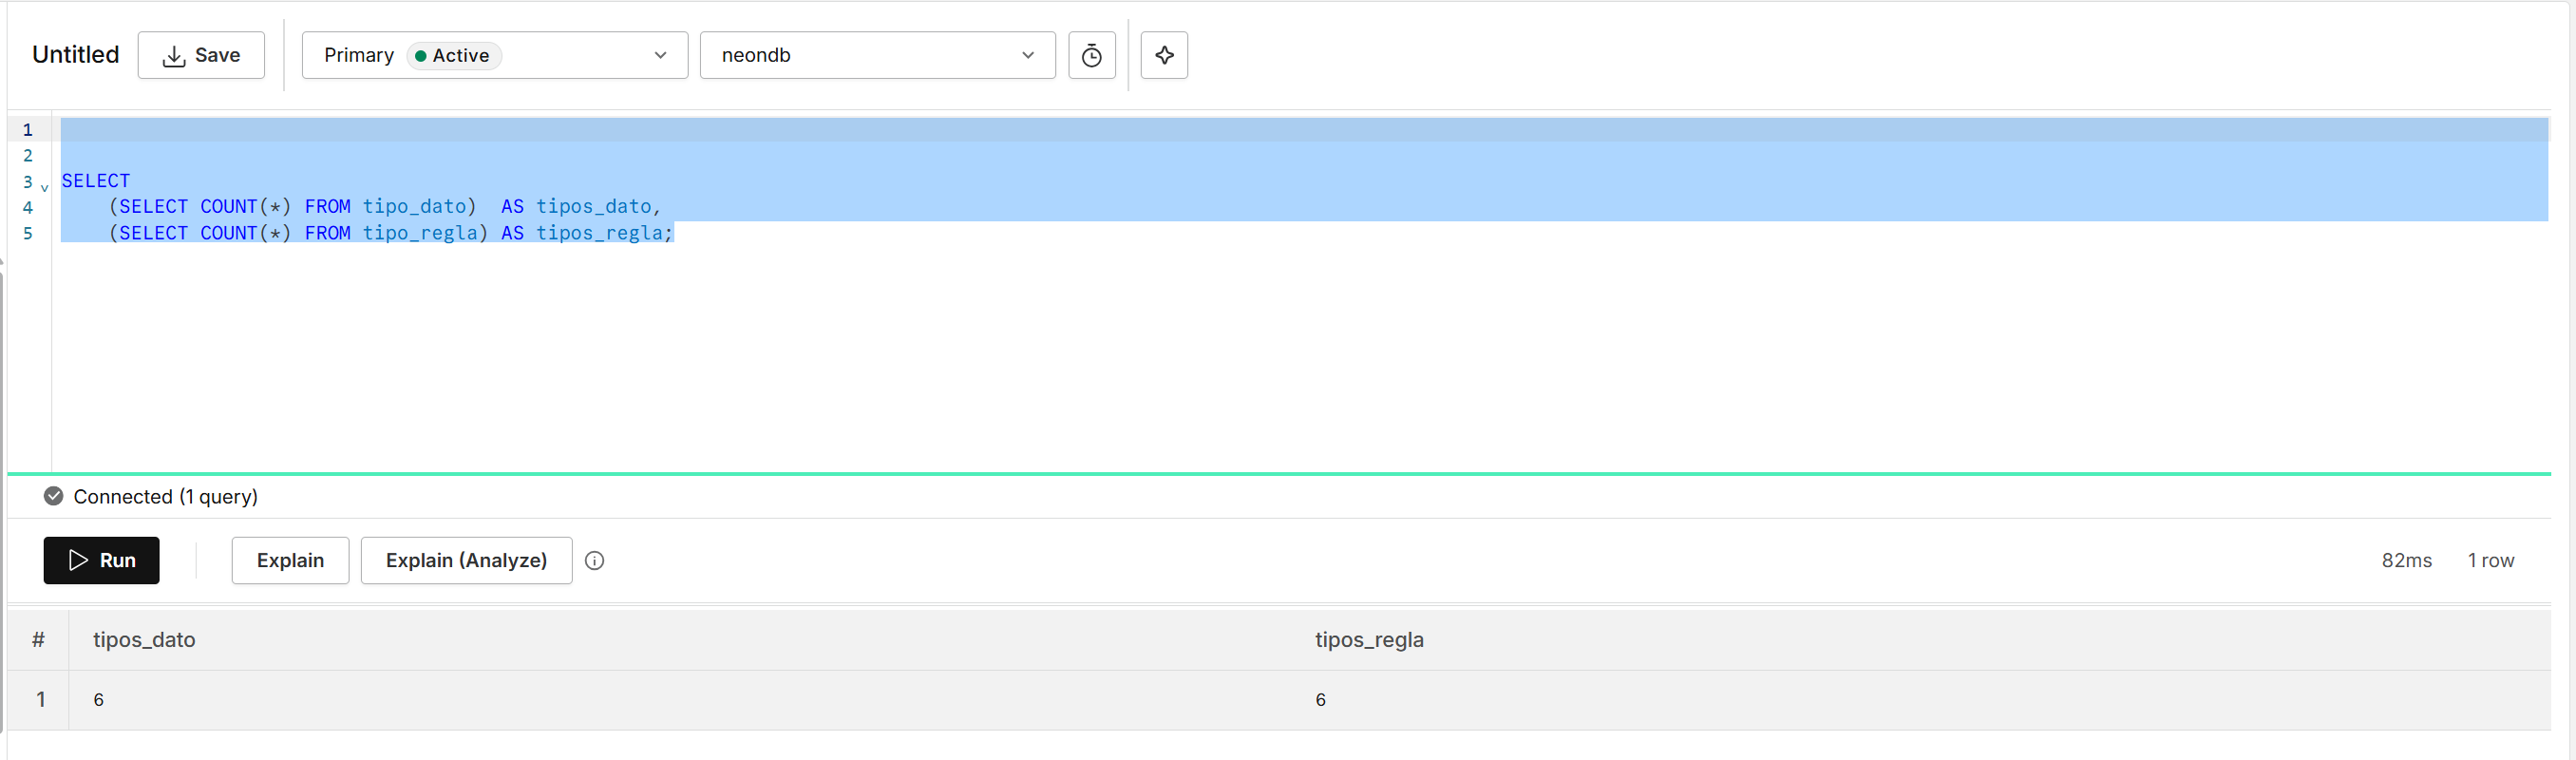 Untitled Save Primary Active neondb
1
2
3 SELECT
4 (SELECT COUNT(*) FROM tipo_dato)  AS tipos_dato,
5 (SELECT COUNT(*) FROM tipo_regla) AS tipos_regla;
Connected (1 query)
Run Explain Explain (Analyze) 82ms 1 row
# tipos_dato tipos_regla
1 6 6